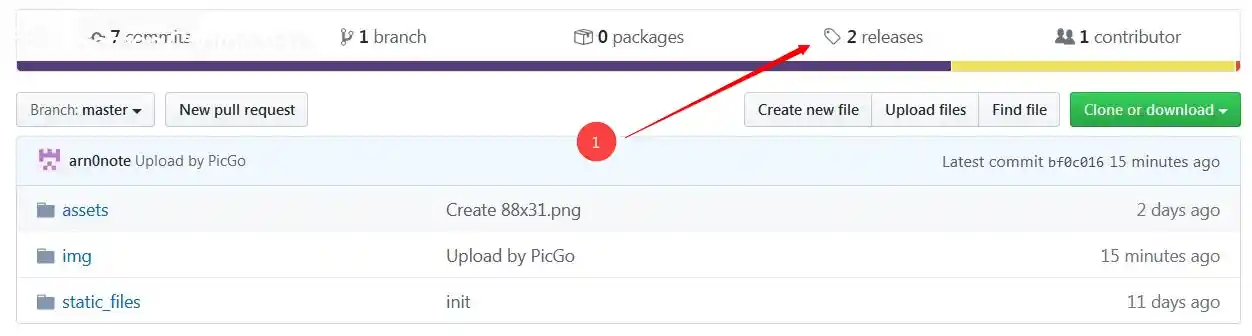 7 commits 1 branch 0 packages 2 releases 1 contributor
Branch: master New pull request Create new file Upload files Find file Clone or download
1
arn0note Upload by PicGo Latest commit bf0c016 15 minutes ago
assets Create 88x31.png 2 days ago
img Upload by PicGo 15 minutes ago
static_files init 11 days ago